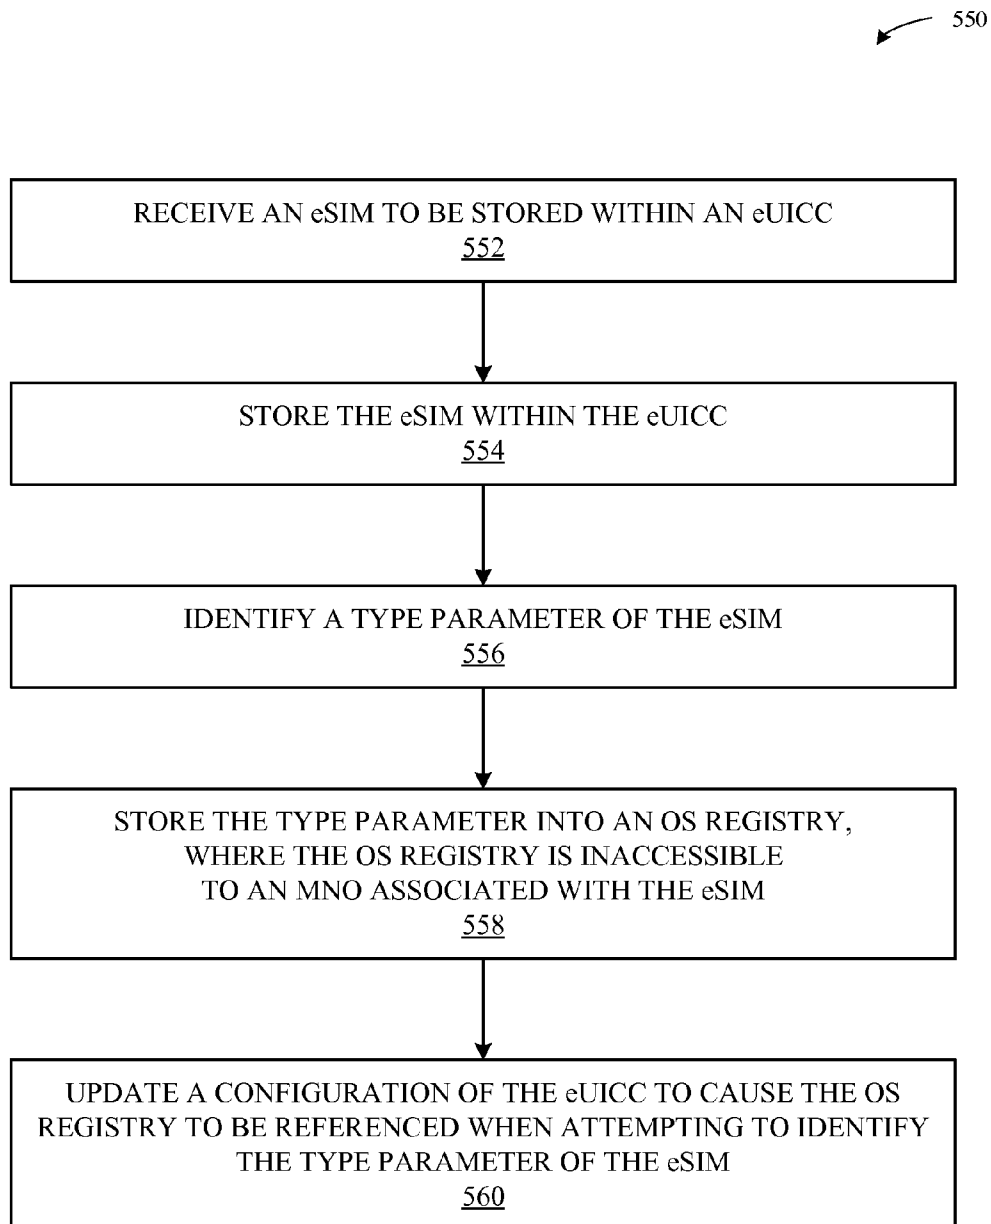 550
RECEIVE AN eSIM TO BE STORED WITHIN AN eUICC
552
STORE THE eSIM WITHIN THE eUICC
554
IDENTIFY A TYPE PARAMETER OF THE eSIM
556
STORE THE TYPE PARAMETER INTO AN OS REGISTRY,
WHERE THE OS REGISTRY IS INACCESSIBLE
TO AN MNO ASSOCIATED WITH THE eSIM
558
UPDATE A CONFIGURATION OF THE eUICC TO CAUSE THE OS
REGISTRY TO BE REFERENCED WHEN ATTEMPTING TO IDENTIFY
THE TYPE PARAMETER OF THE eSIM
560